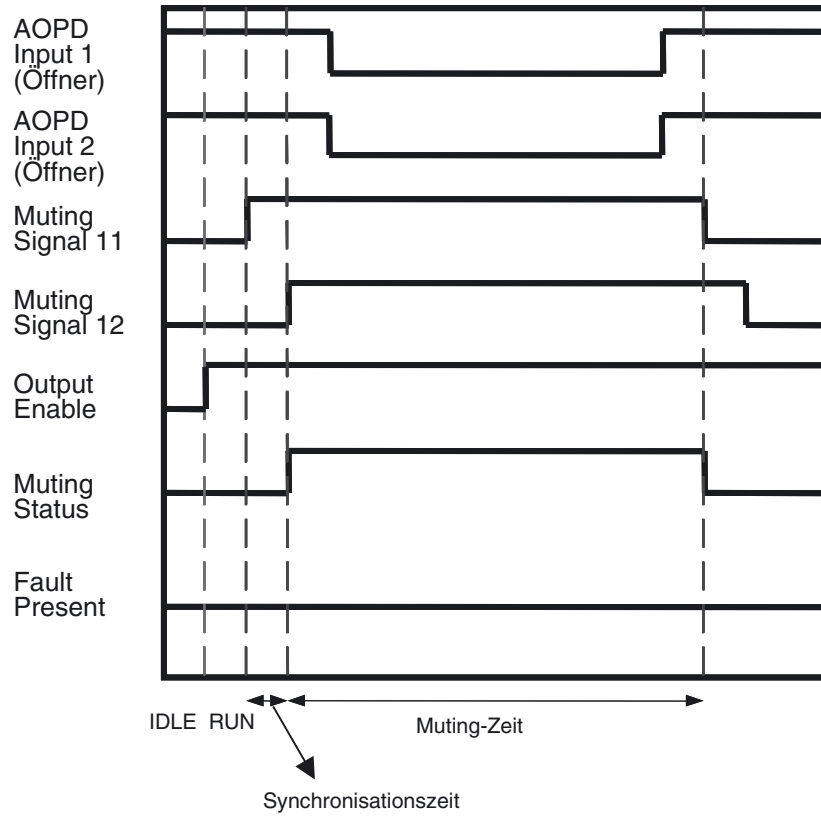 AOPD
Input 1
(Öffner)
AOPD
Input 2
(Öffner)
Muting
Signal 11
Muting
Signal 12
Output
Enable
Muting
Status
Fault
Present
IDLE RUN
Muting-Zeit
Synchronisationszeit